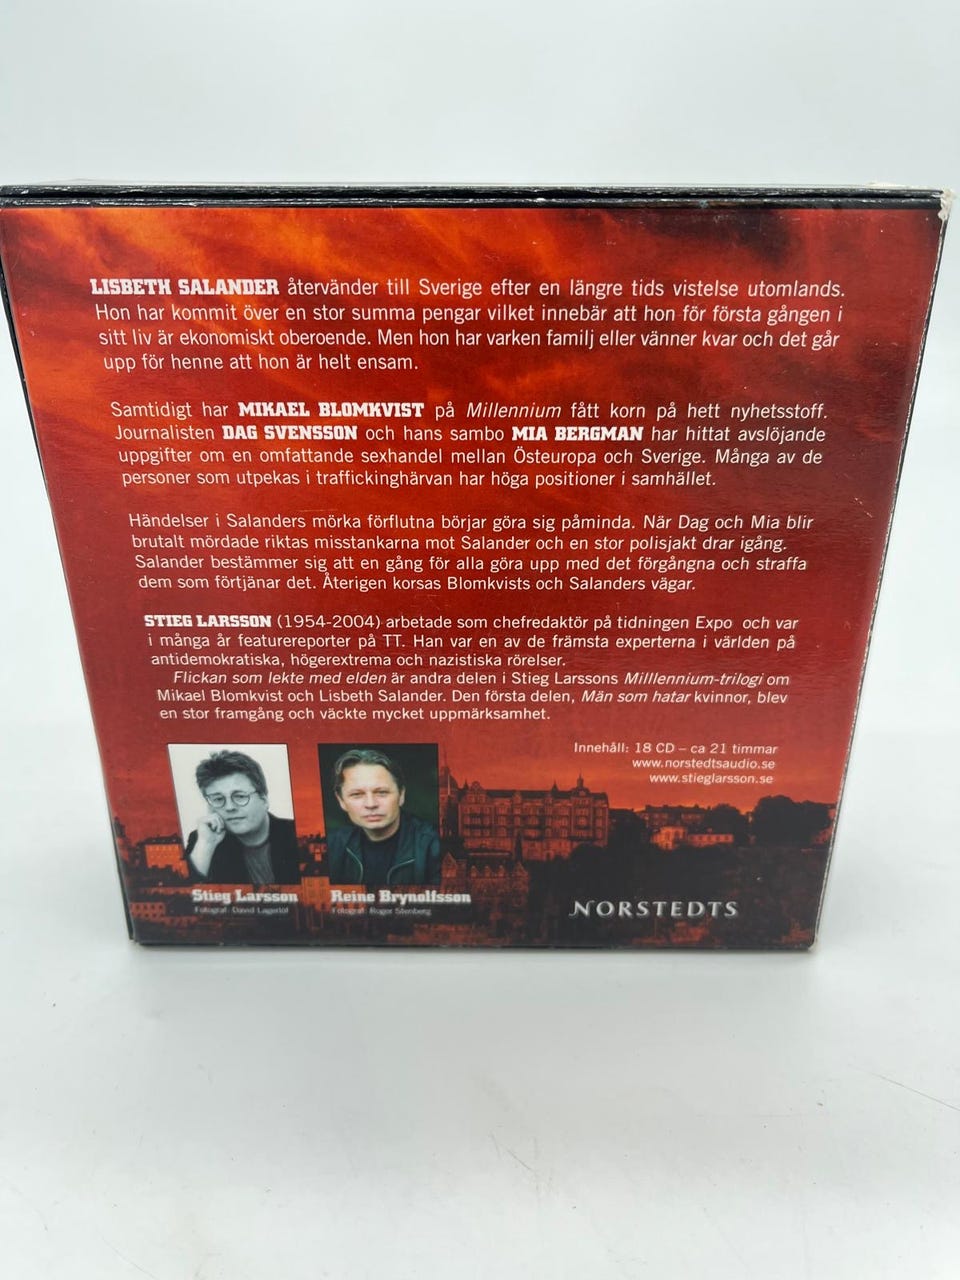 LISBETH SALANDER återvänder till Sverige efter en längre tids vistelse utomlands.
Hon har kommit över en stor summa pengar vilket innebär att hon för första gången i
sitt liv är ekonomiskt oberoende. Men hon har varken familj eller vänner kvar och det går
upp för henne att hon är helt ensam.
Samtidigt har MIKAEL BLOMKVIST på Millennium fått korn på hett nyhetsstoff.
Journalisten DAG SVENSSON och hans sambo MIA BERGMAN har hittat avslöjande
uppgifter om en omfattande sexhandel mellan Östeuropa och Sverige. Många av de
personer som utpekas i traffickinghärvan har höga positioner i samhället.
Händelser i Salanders mörka förflutna börjar göra sig påminda. När Dag och Mia blir
brutalt mördade riktas misstankarna mot Salander och en stor polisjakt drar igång.
Salander bestämmer sig att en gång för alla göra upp med det förgångna och straffa
dem som förtjänar det. Återigen korsas Blomkvists och Salanders vägar.
STIEG LARSSON (1954-2004) arbetade som chefredaktör på tidningen Expo och var
i många år featurereporter på TT. Han var en av de främsta experterna i världen på
antidemokratiska, högerextrema och nazistiska rörelser.
Flickan som lekte med elden är andra delen i Stieg Larssons Milllennium-trilogi om
Mikael Blomkvist och Lisbeth Salander. Den första delen, Män som hatar kvinnor, blev
en stor framgång och väckte mycket uppmärksamhet.
Innehåll: 18 CD – ca 21 timmar
www.norstedtsaudio.se
www.stieglarsson.se
Stieg Larsson
Fotograf: David Lagerlöf
Reine Brynolfsson
Fotograf: Roger Stenberg
NORSTEDTS